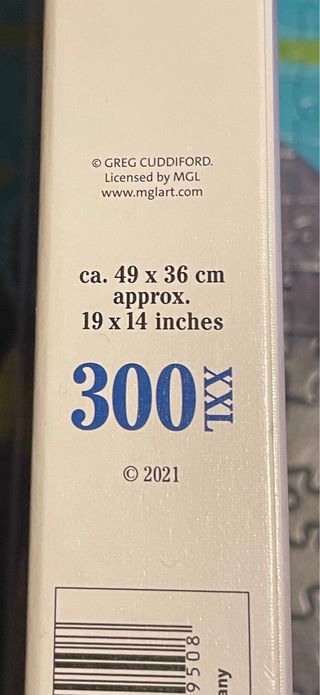 © GREG CUDDIFORD.
Licensed by MGL
www.mglart.com
ca. 49 x 36 cm
approx.
19 x 14 inches
300 XXL
© 2021
9508
any